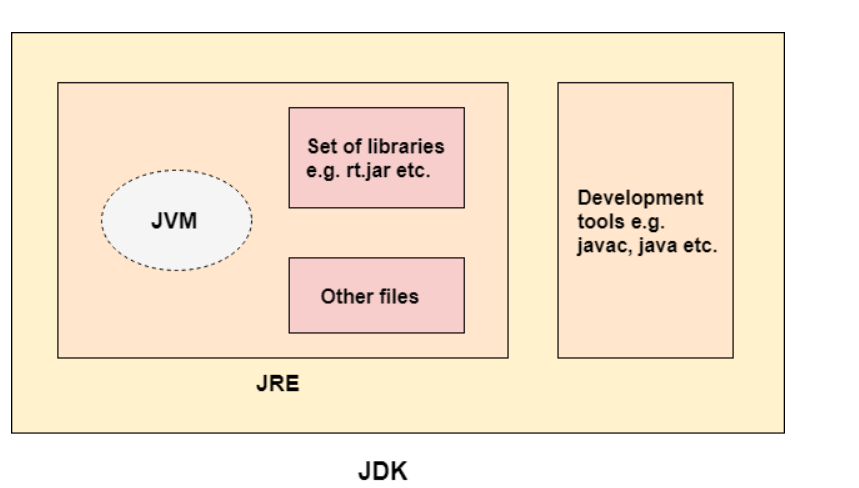 Set of libraries
e.g. rt.jar etc.
JVM
Development
tools e.g.
javac, java etc.
Other files
JRE
JDK